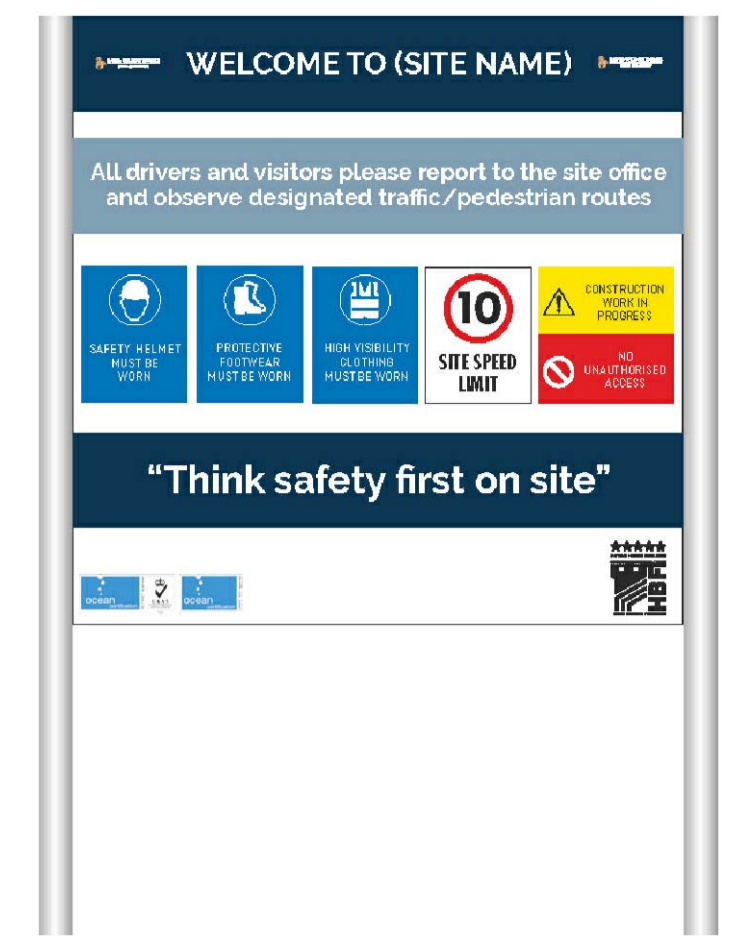 WELCOME TO (SITE NAME)
All drivers and visitors please report to the site office
and observe designated traffic/pedestrian routes
SAFETY HELMET
MUST BE
WORN
PROTECTIVE
FOOTWEAR
MUST BE WORN
HIGH VISIBILITY
CLOTHING
MUST BE WORN
10
SITE SPEED
LIMIT
CONSTRUCTION
WORK IN
PROGRESS
NO
UNAUTHORISED
ACCESS
“Think safety first on site”
ocean
ocean
HBF